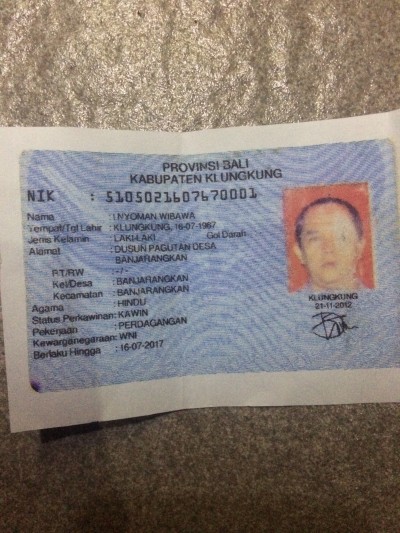 PROVINSI BALI
KABUPATEN KLUNGKUNG
NIK : 5105021607670001
Nama : I NYOMAN WIBAWA
Tempat/Tgl Lahir : KLUNGKUNG, 16-07-1967
Jenis Kelamin : LAKI-LAKI Gol Darah
Alamat : DUSUN PAGUTAN DESA
BANJARANGKAN
RT/RW : - / -
Kel/Desa : BANJARANGKAN
Kecamatan : BANJARANGKAN
Agama : HINDU
Status Perkawinan: KAWIN
Pekerjaan : PERDAGANGAN
Kewarganegaraan: WNI
Berlaku Hingga : 16-07-2017
KLUNGKUNG
21-11-2012